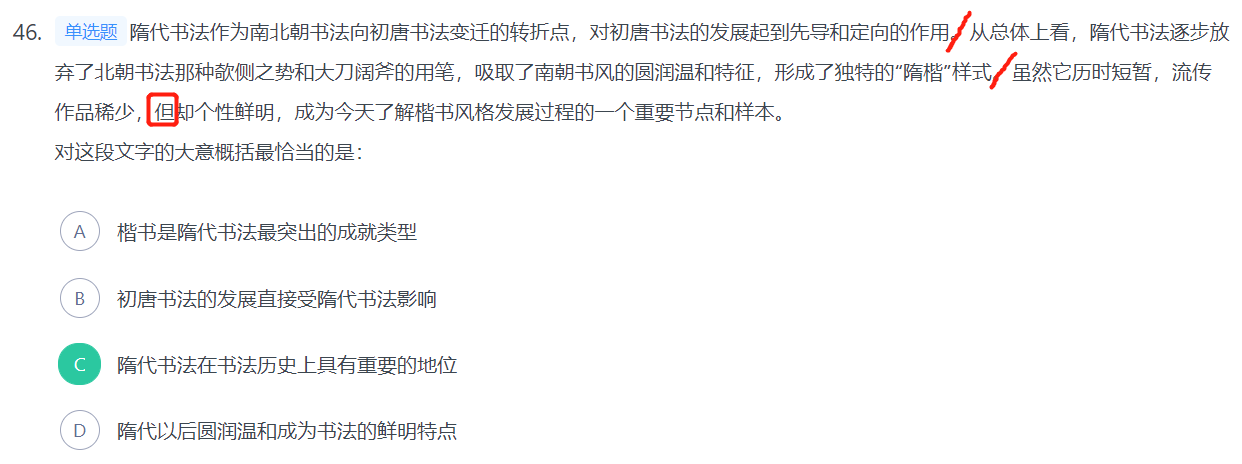 46. 单选题 隋代书法作为南北朝书法向初唐书法变迁的转折点，对初唐书法的发展起到先导和定向的作用。从总体上看，隋代书法逐步放
弃了北朝书法那种欹侧之势和大刀阔斧的用笔，吸取了南朝书风的圆润温和特征，形成了独特的“隋楷”样式。虽然它历时短暂，流传
作品稀少，但却个性鲜明，成为今天了解楷书风格发展过程的一个重要节点和样本。
对这段文字的大意概括最恰当的是：
A 楷书是隋代书法最突出的成就类型
B 初唐书法的发展直接受隋代书法影响
C 隋代书法在书法历史上具有重要的地位
D 隋代以后圆润温和成为书法的鲜明特点